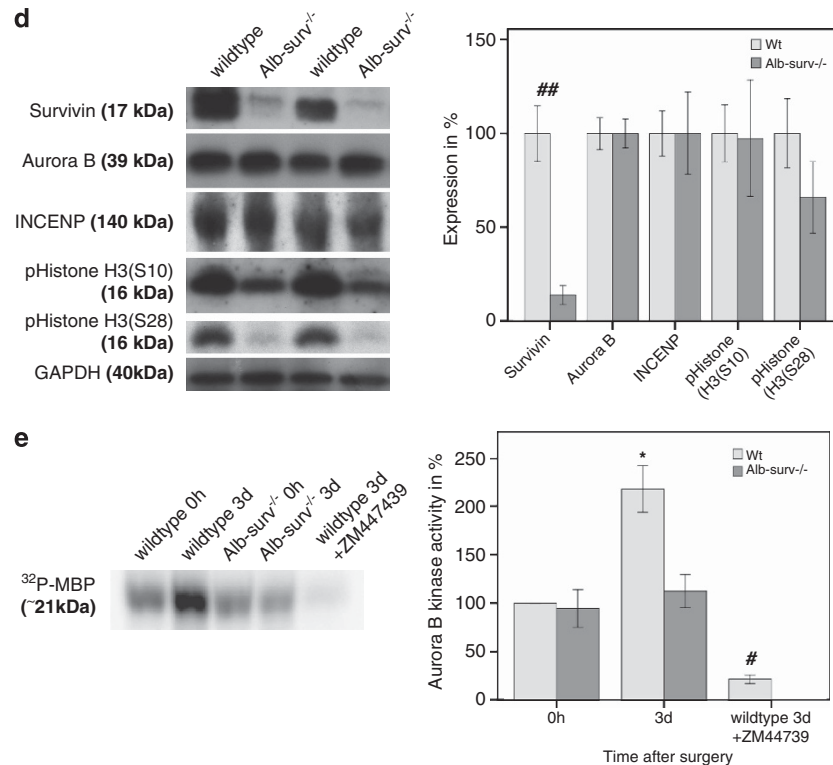 d
wildtype
Alb-surv-/-
wildtype
Alb-surv-/-
Survivin (17 kDa)
Aurora B (39 kDa)
INCENP (140 kDa)
pHistone H3(S10)
(16 kDa)
pHistone H3(S28)
(16 kDa)
GAPDH (40kDa)
Expression in %
150
100
50
0
##
Wt
Alb-surv-/-
Survivin
Aurora B
INCENP
pHistone
(H3(S10)
pHistone
(H3(S28)
e
wildtype 0h
wildtype 3d
Alb-surv-/- 0h
Alb-surv-/- 3d
wildtype 3d
+ZM447439
32P-MBP
(~21kDa)
Aurora B kinase activity in %
250
200
150
100
50
0
*
#
Wt
Alb-surv-/-
0h
3d
wildtype 3d
+ZM44739
Time after surgery